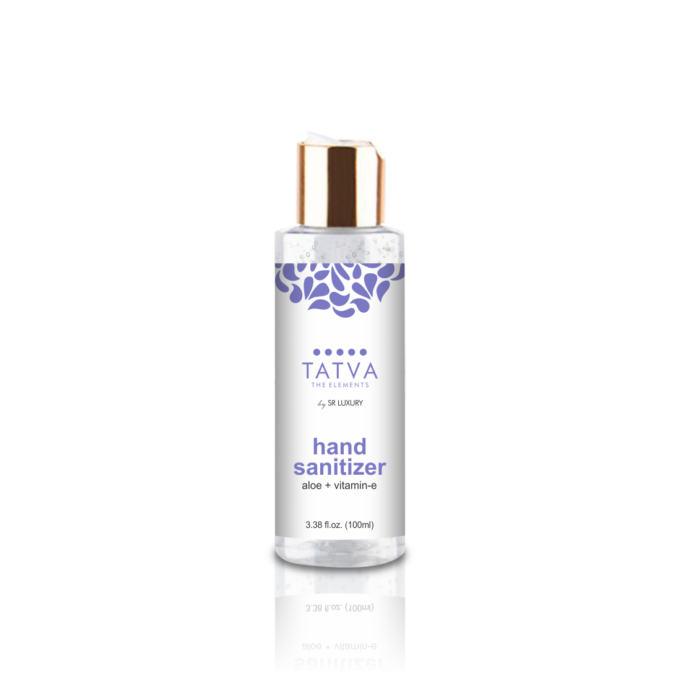 TATVA
THE ELEMENTS
by SR LUXURY
hand
sanitizer
aloe + vitamin-e
3.38 fl.oz. (100ml)